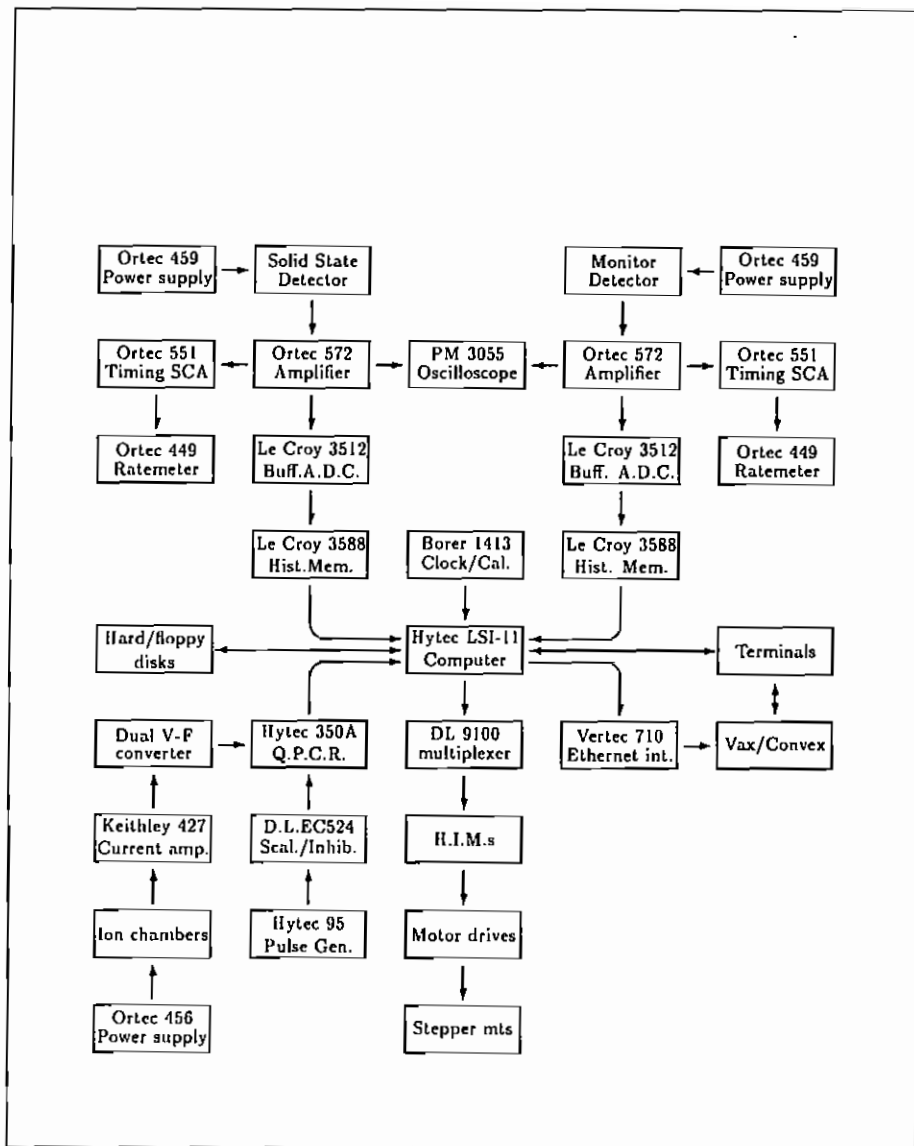 Ortec 459
Power supply
Solid State
Detector
Monitor
Detector
Ortec 459
Power supply
Ortec 551
Timing SCA
Ortec 572
Amplifier
PM 3055
Oscilloscope
Ortec 572
Amplifier
Ortec 551
Timing SCA
Ortec 449
Ratemeter
Le Croy 3512
Buff.A.D.C.
Le Croy 3512
Buff. A.D.C.
Ortec 449
Ratemeter
Le Croy 3588
Hist.Mem.
Borer 1413
Clock/Cal.
Le Croy 3588
Hist. Mem.
Hard/floppy
disks
Hytec LSI-11
Computer
Terminals
Dual V-F
converter
Hytec 350A
Q.P.C.R.
DL 9100
multiplexer
Vertec 710
Ethernet int.
Vax/Convex
Keithley 427
Current amp.
D.L.EC524
Scal./Inhib.
H.I.M.s
Ion chambers
Hytec 95
Pulse Gen.
Motor drives
Ortec 456
Power supply
Stepper mts